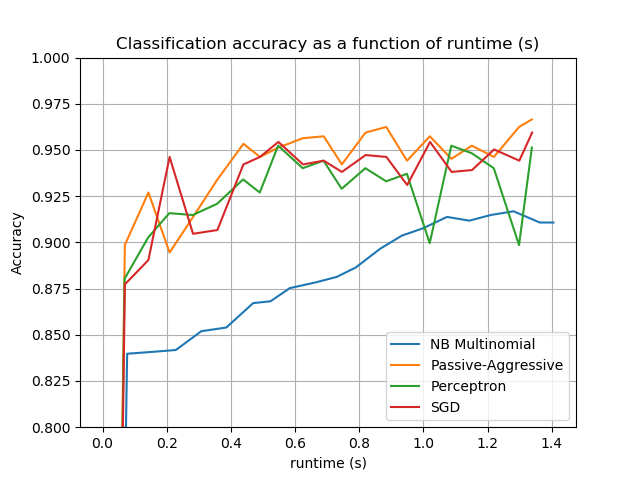 Classification accuracy as a function of runtime (s)
1.000
0.975
0.950
0.925
0.900
0.875
0.850
0.825
0.800
Accuracy
NB Multinomial
Passive-Aggressive
Perceptron
SGD
0.0 0.2 0.4 0.6 0.8 1.0 1.2 1.4
runtime (s)